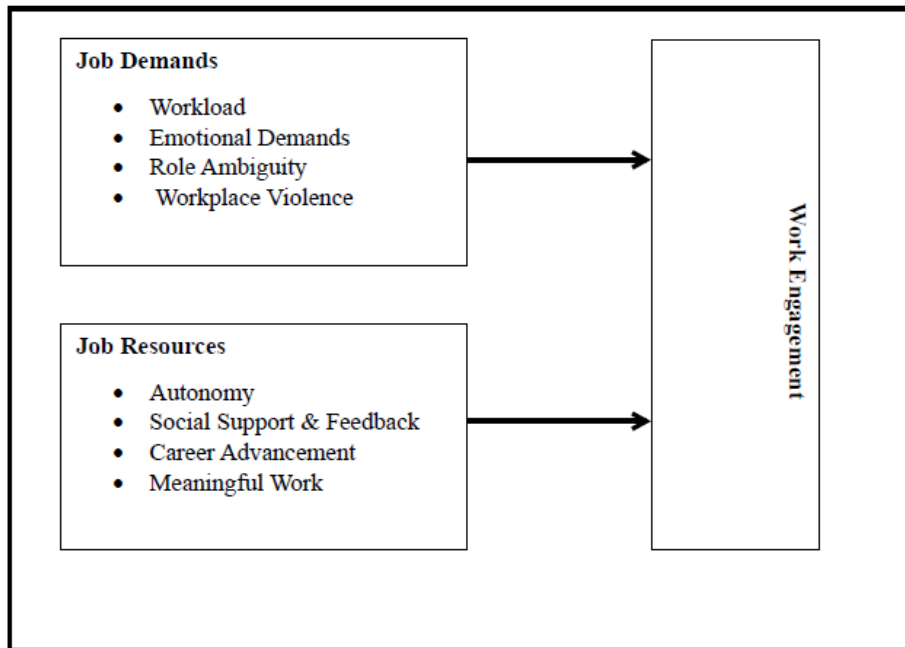 Job Demands
• Workload
• Emotional Demands
• Role Ambiguity
• Workplace Violence
Job Resources
• Autonomy
• Social Support & Feedback
• Career Advancement
• Meaningful Work
Work Engagement